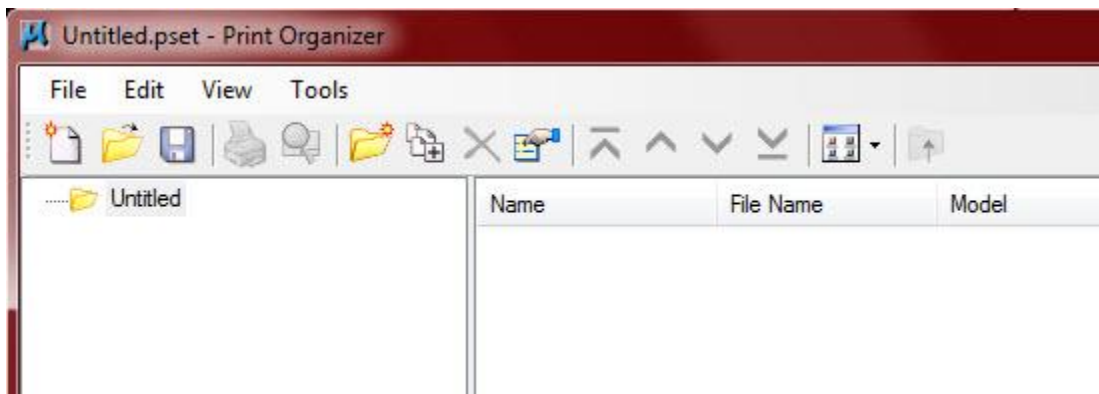 Untitled.pset - Print Organizer
File Edit View Tools
Untitled
Name File Name Model